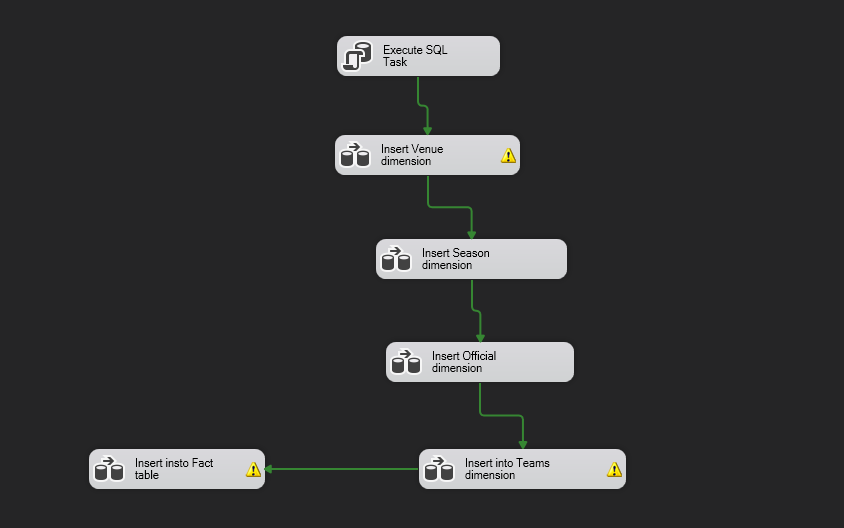 Execute SQL
Task
Insert Venue
dimension
Insert Season
dimension
Insert Official
dimension
Insert insto Fact
table
Insert into Teams
dimension